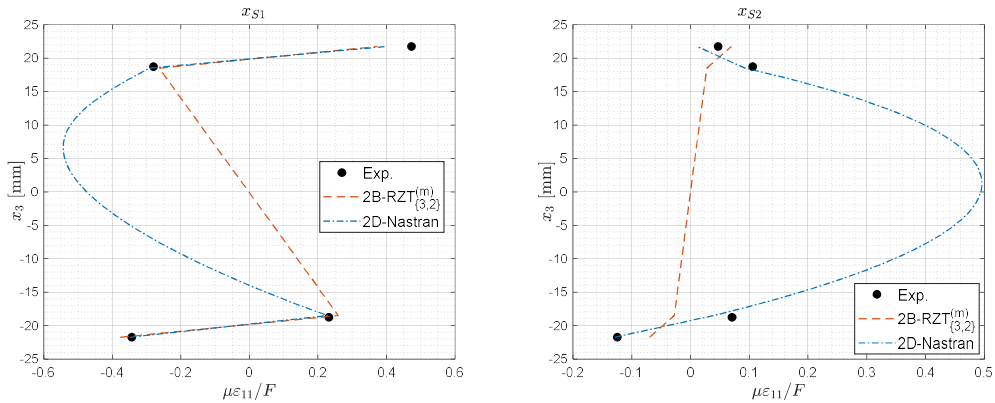 x_{S1}
25
20
15
10
5
0
-5
-10
-15
-20
-25
x_3 [mm]
-0.6 -0.4 -0.2 0 0.2 0.4 0.6
με_{11}/F
Exp.
2B-RZT^{(m)}_{{3,2}}
2D-Nastran
x_{S2}
25
20
15
10
5
0
-5
-10
-15
-20
-25
x_3 [mm]
-0.2 -0.1 0 0.1 0.2 0.3 0.4 0.5
με_{11}/F
Exp.
2B-RZT^{(m)}_{{3,2}}
2D-Nastran